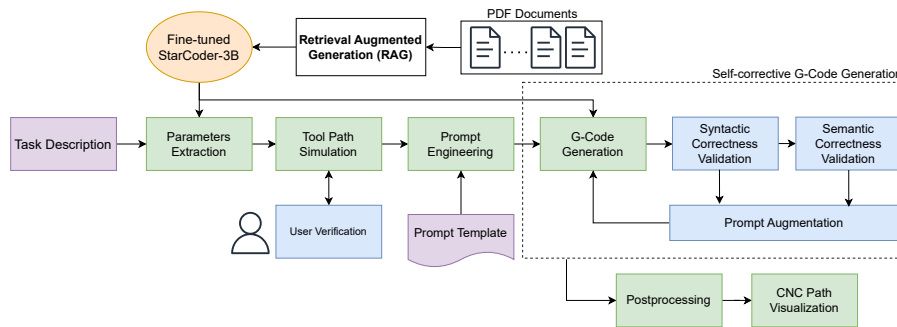 PDF Documents
Fine-tuned
StarCoder-3B
Retrieval Augmented
Generation (RAG)
.....
Self-corrective G-Code Generation
Task Description
Parameters
Extraction
Tool Path
Simulation
Prompt
Engineering
G-Code
Generation
Syntactic
Correctness
Validation
Semantic
Correctness
Validation
User Verification
Prompt Template
Prompt Augmentation
Postprocessing
CNC Path
Visualization